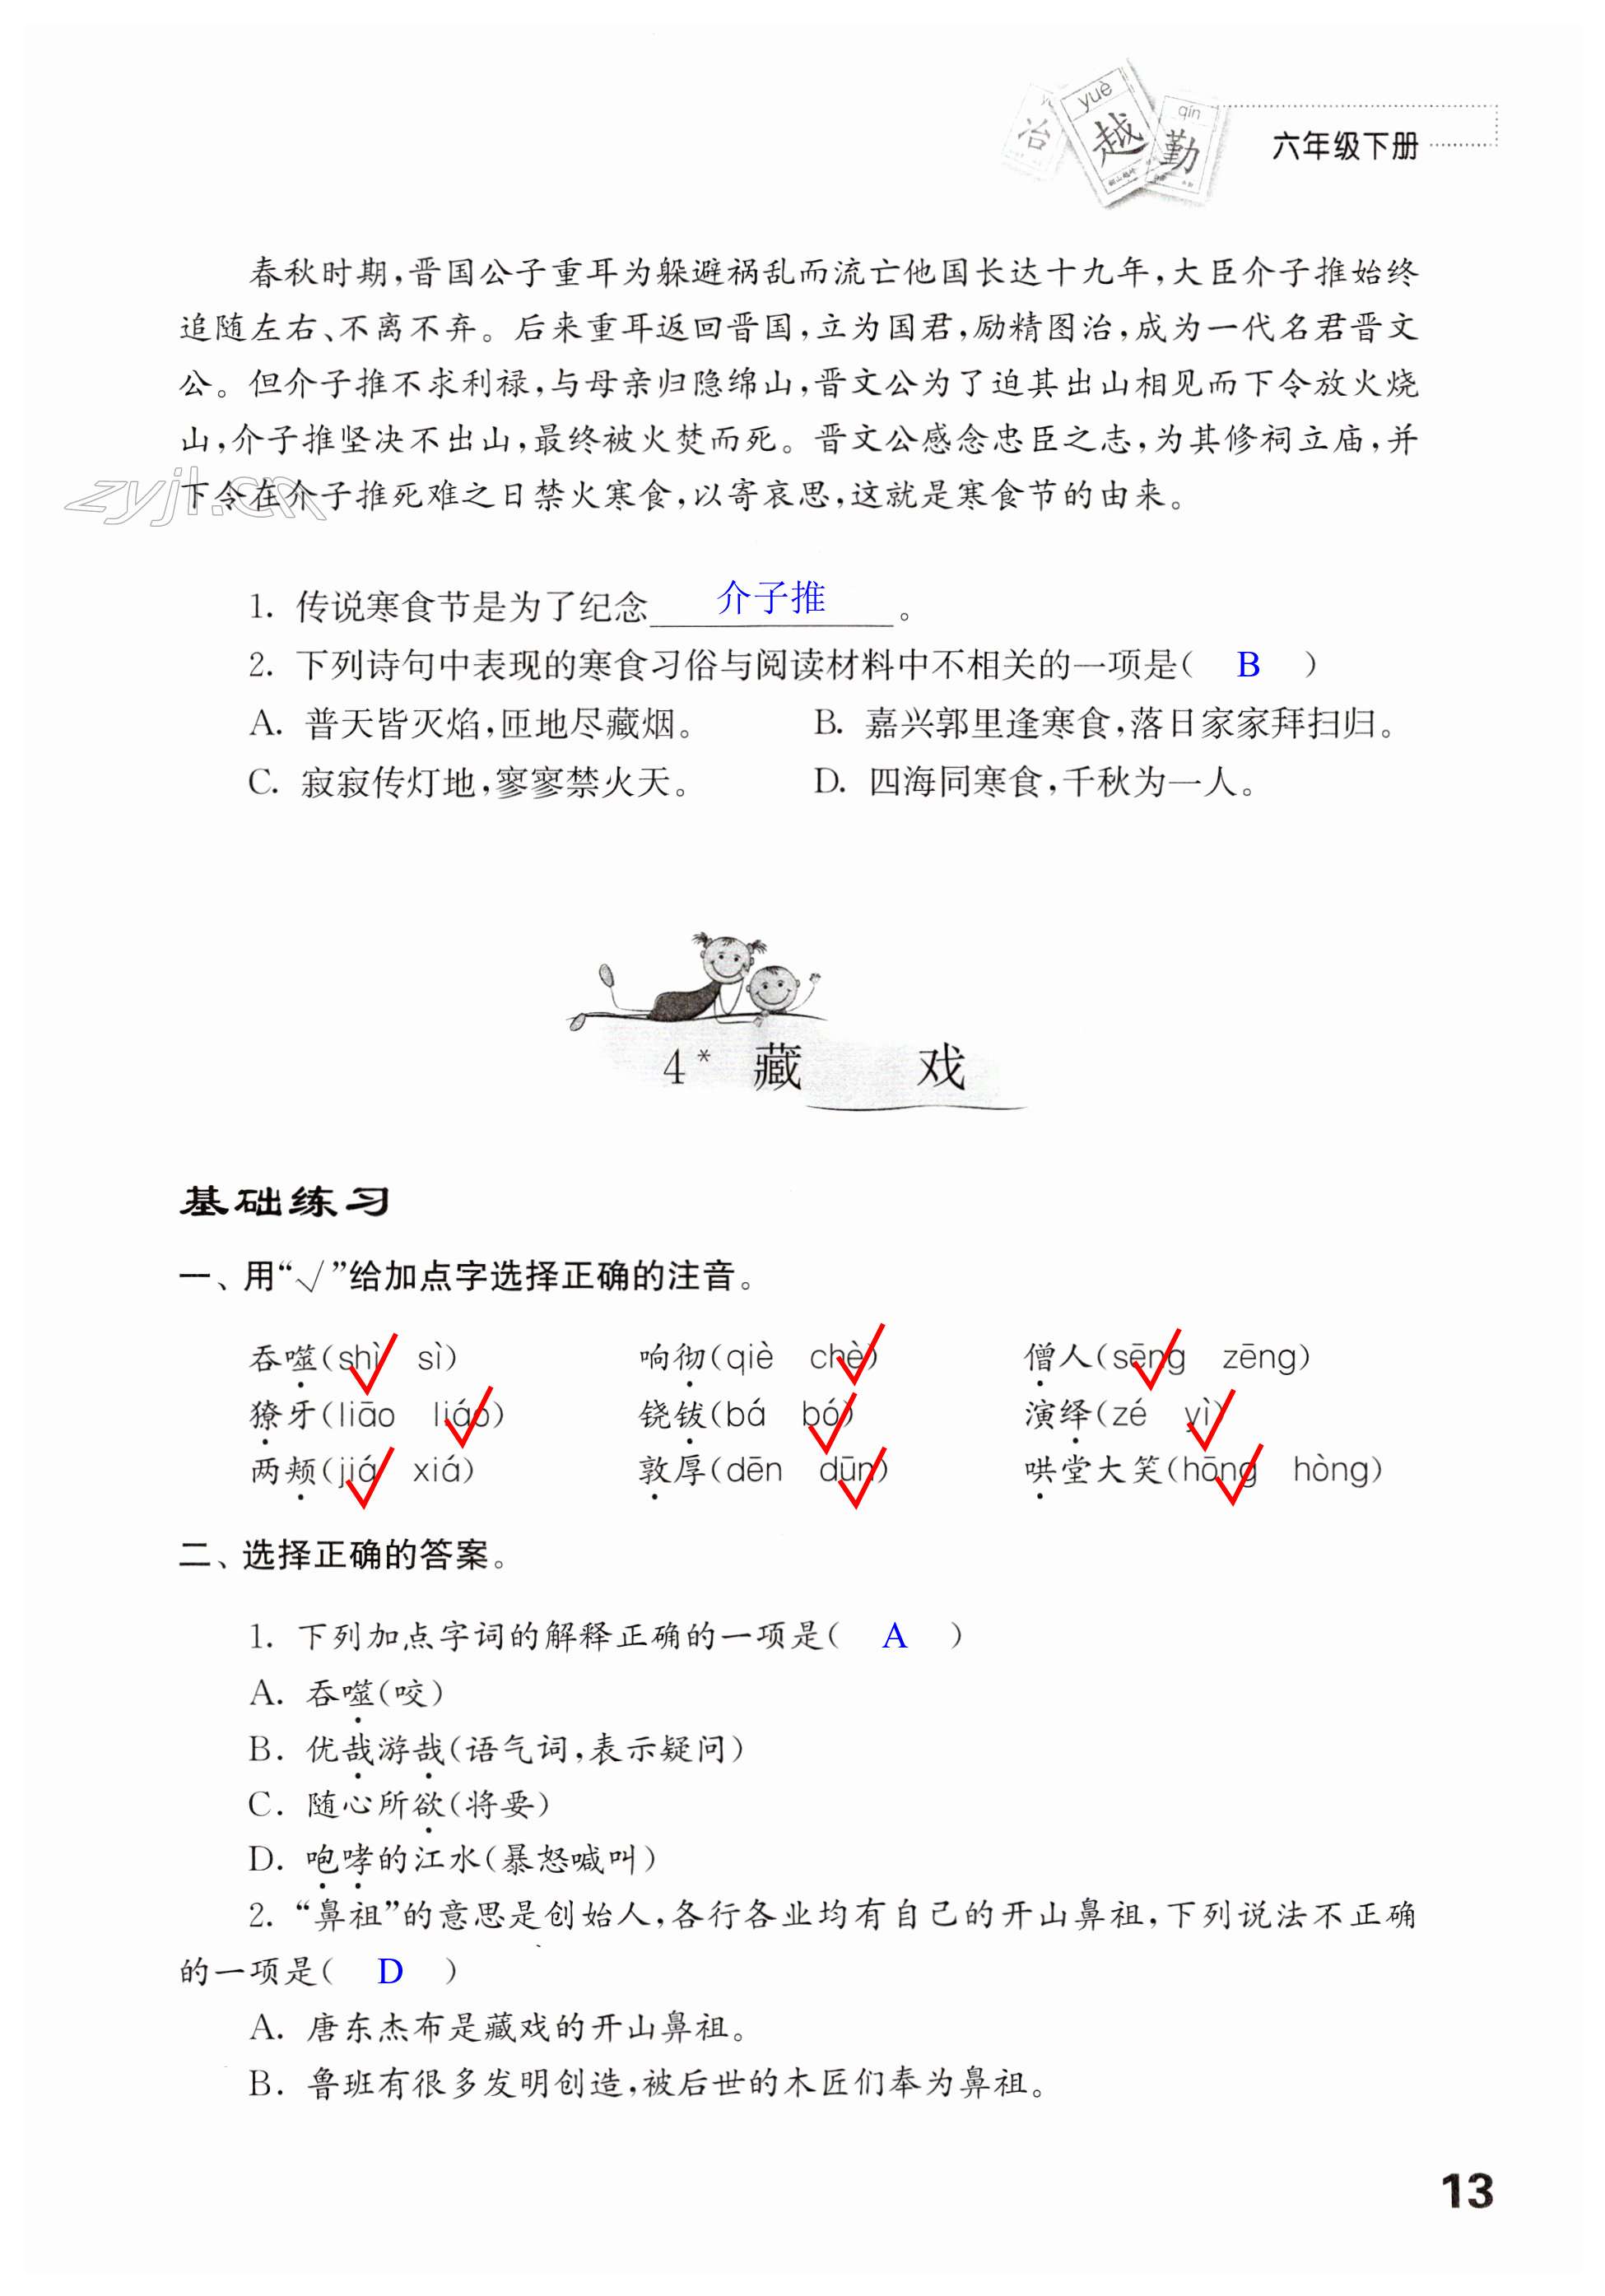 冶 yuè 越 qín 勤
六年级下册
春秋时期,晋国公子重耳为躲避祸乱而流亡他国长达十九年,大臣介子推始终
追随左右、不离不弃。后来重耳返回晋国,立为国君,励精图治,成为一代名君晋文
公。但介子推不求利禄,与母亲归隐绵山,晋文公为了迫其出山相见而下令放火烧
山,介子推坚决不出山,最终被火焚而死。晋文公感念忠臣之志,为其修祠立庙,并
下令在介子推死难之日禁火寒食,以寄哀思,这就是寒食节的由来。
zyjl.cn
1. 传说寒食节是为了纪念 介子推 。
2. 下列诗句中表现的寒食习俗与阅读材料中不相关的一项是( B )
A. 普天皆灭焰,匝地尽藏烟。 B. 嘉兴郭里逢寒食,落日家家拜扫归。
C. 寂寂传灯地,寥寥禁火天。 D. 四海同寒食,千秋为一人。
4* 藏 戏
基础练习
一、用“√”给加点字选择正确的注音。
吞噬(shì√ sì) 响彻(qiè chè√) 僧人(sēng√ zēng)
獠牙(liāo liáo√) 铙钹(bá bó√) 演绎(zé yì√)
两颊(jiá√ xiá) 敦厚(dēn dūn√) 哄堂大笑(hōng√ hòng)
二、选择正确的答案。
1. 下列加点字词的解释正确的一项是( A )
A. 吞噬(咬)
B. 优哉游哉(语气词,表示疑问)
C. 随心所欲(将要)
D. 咆哮的江水(暴怒喊叫)
2. “鼻祖”的意思是创始人,各行各业均有自己的开山鼻祖,下列说法不正确
的一项是( D )
A. 唐东杰布是藏戏的开山鼻祖。
B. 鲁班有很多发明创造,被后世的木匠们奉为鼻祖。
13